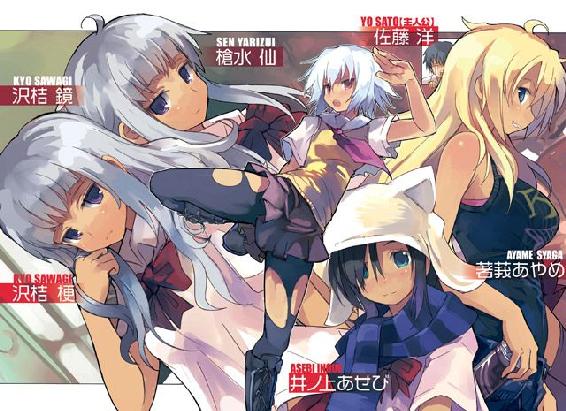 YO SATO【主人公】
佐藤 洋
SEN YARIZUI
槍水 仙
KYO SAWAGI
沢桔 鏡
AYAME SYAGA
著莪あやめ
KYO SAWAGI
沢桔 梗
ASEBI INOUE
井ノ上あせび